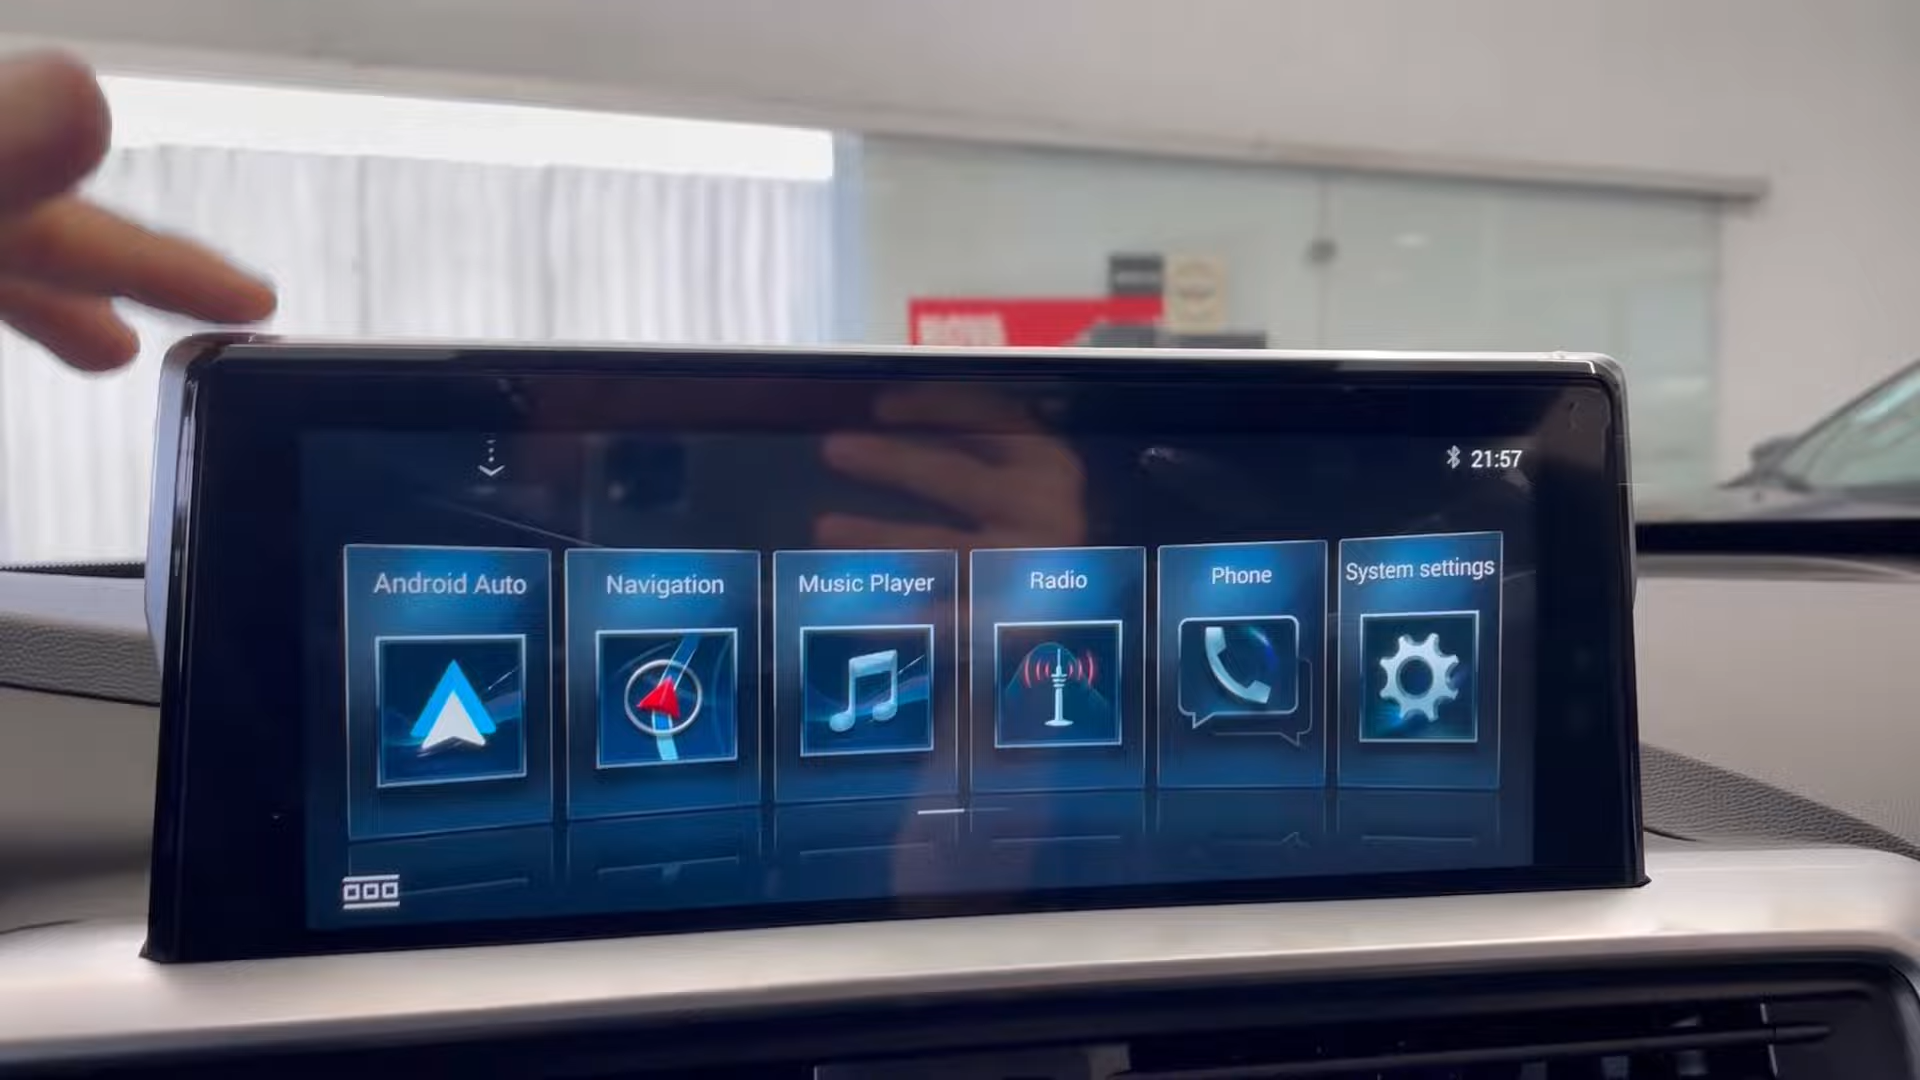 21:57
Android Auto
Navigation
Music Player
Radio
Phone
System settings